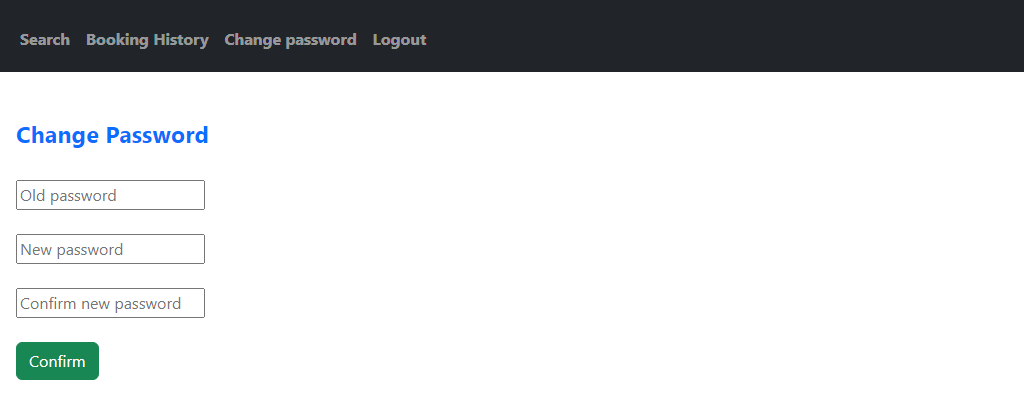 Search Booking History Change password Logout
Change Password
Old password
New password
Confirm new password
Confirm